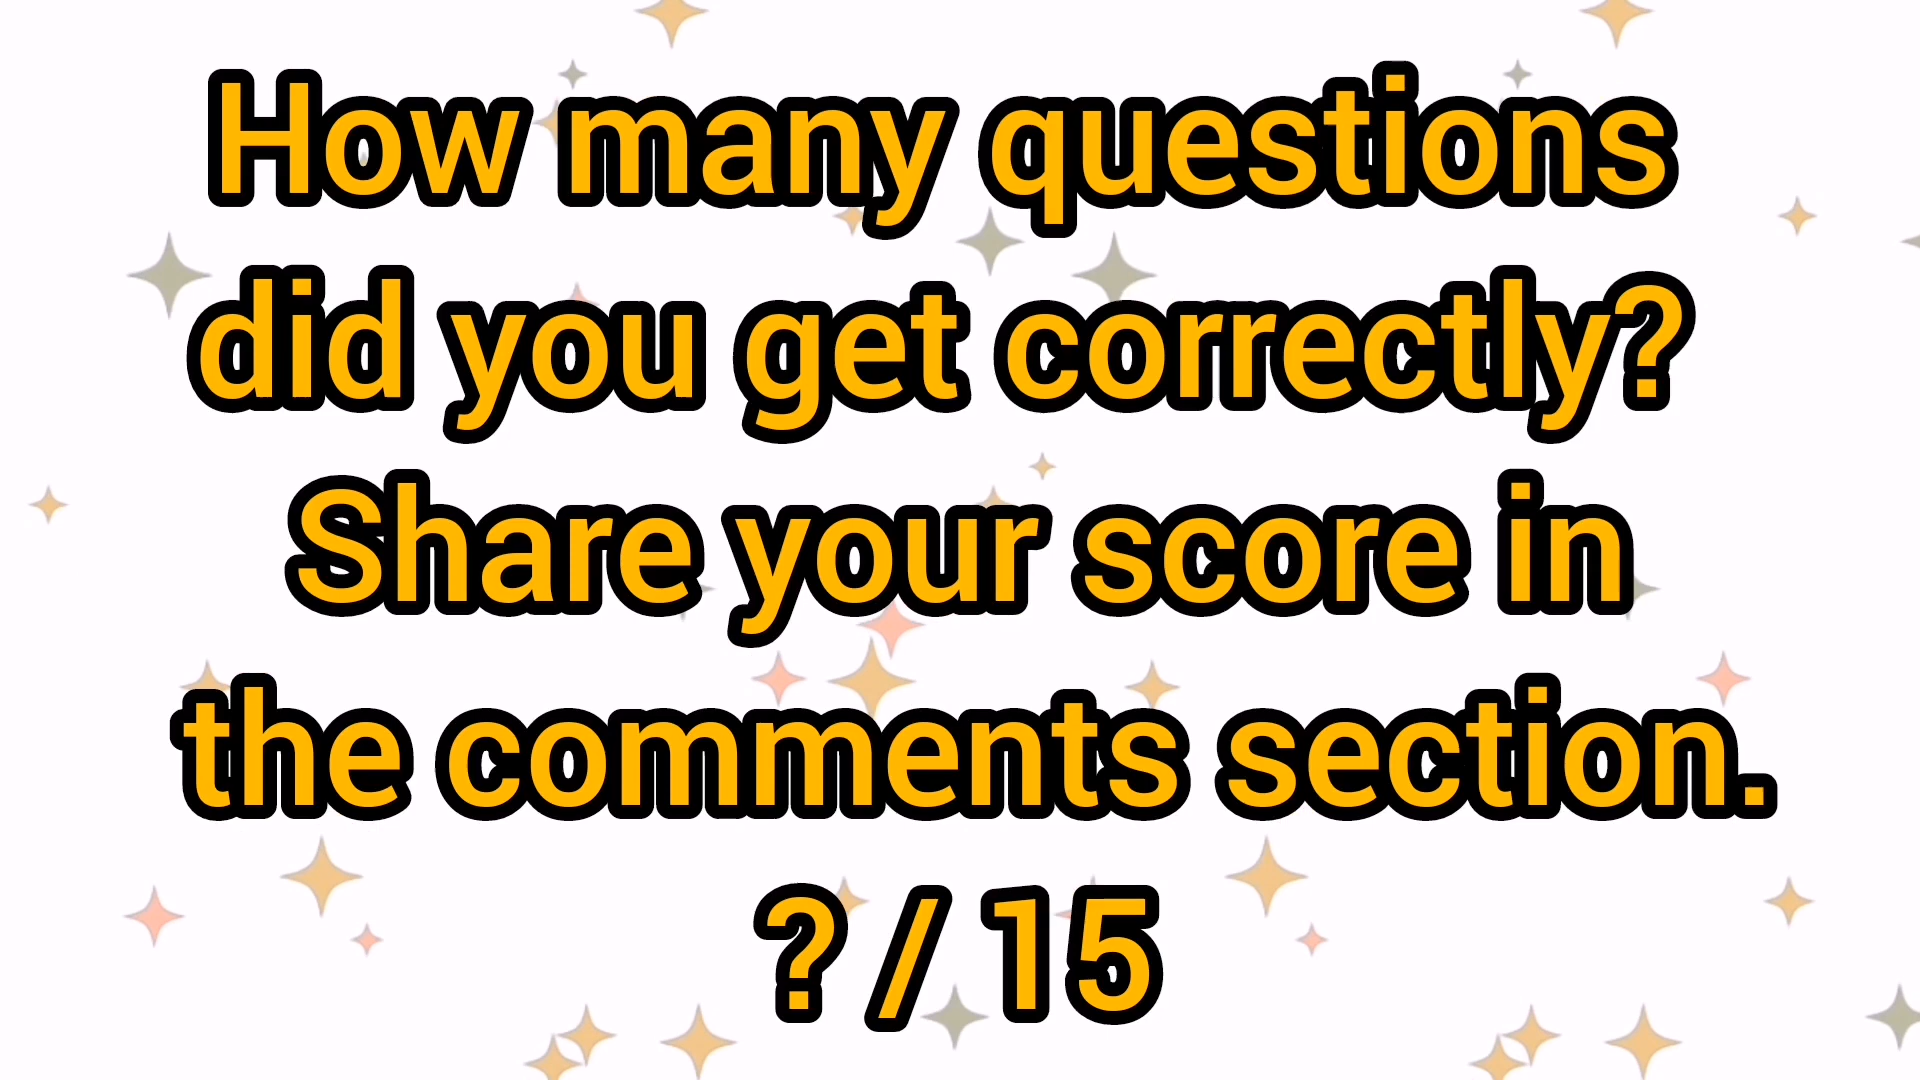 How many questions
did you get correctly?
Share your score in
the comments section.
? / 15